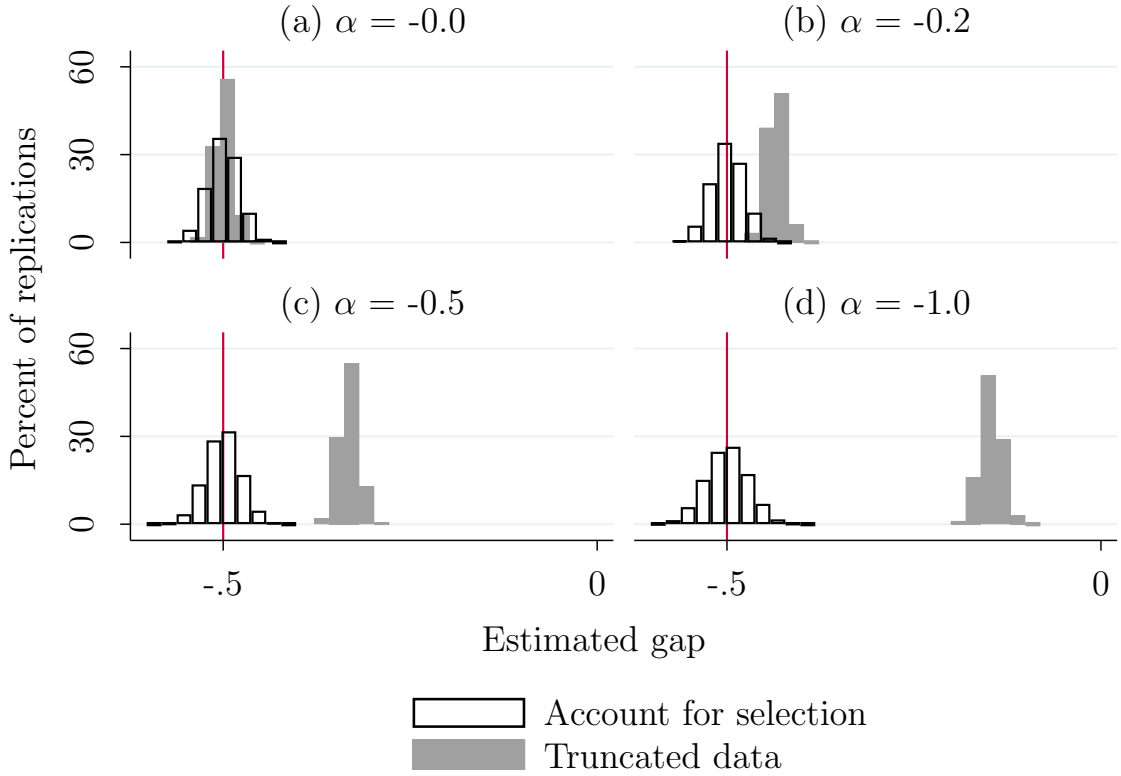 (a) α = -0.0
(b) α = -0.2
60
30
0
(c) α = -0.5
(d) α = -1.0
60
30
0
Percent of replications
-.5
0
-.5
0
Estimated gap
Account for selection
Truncated data